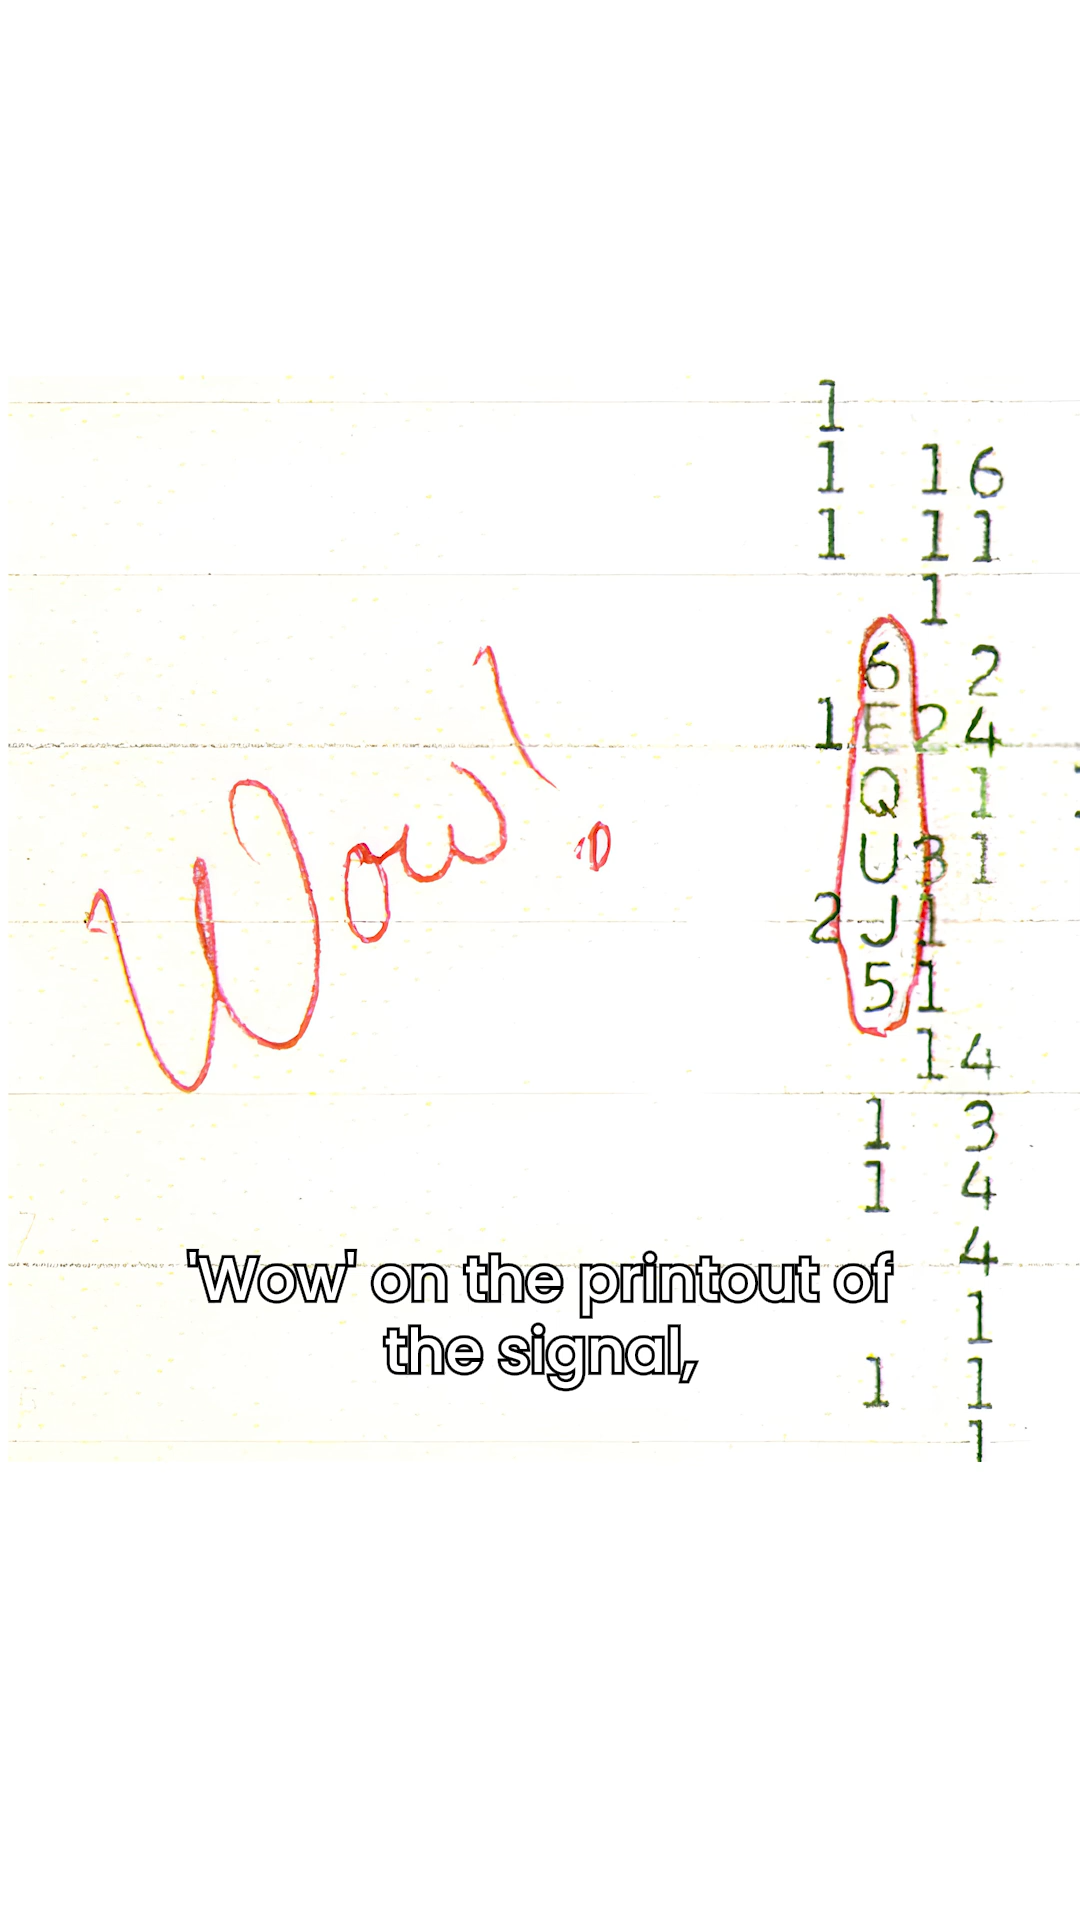 1
1 16
1 11
1
6 2
1E24
Q 1
U31
2J1
51
14
1 3
1 4
4
1
1 1
1
Wow!
'Wow' on the printout of
the signal,